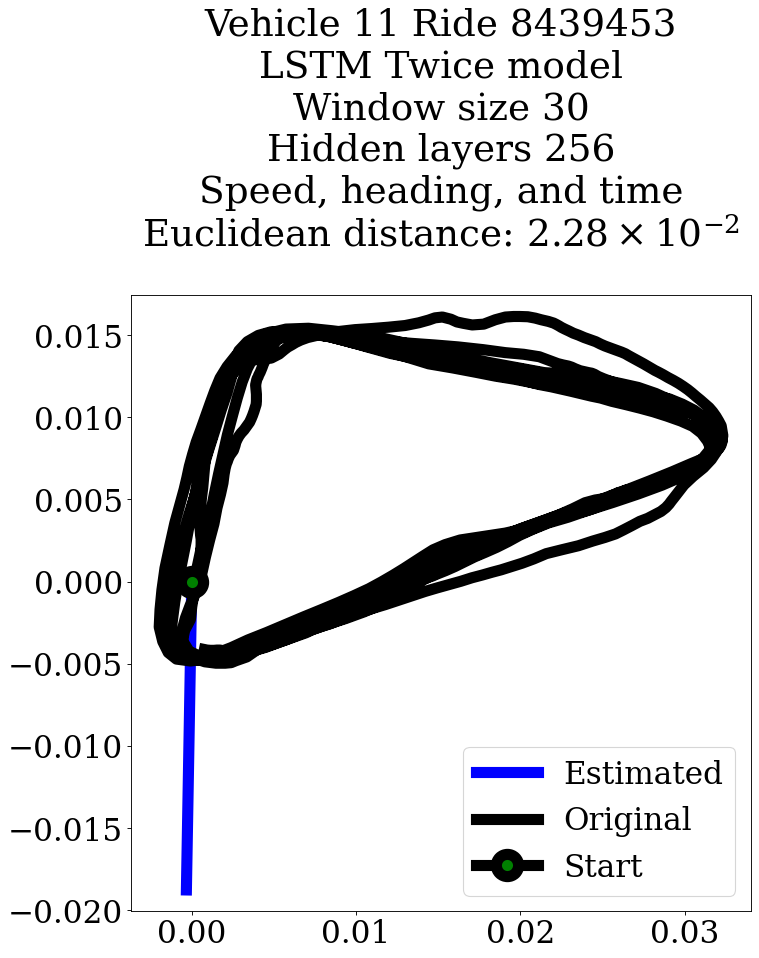 Vehicle 11 Ride 8439453
LSTM Twice model
Window size 30
Hidden layers 256
Speed, heading, and time
Euclidean distance: 2.28 × 10⁻²
0.015
0.010
0.005
0.000
−0.005
−0.010
−0.015
−0.020
0.00 0.01 0.02 0.03
Estimated
Original
Start